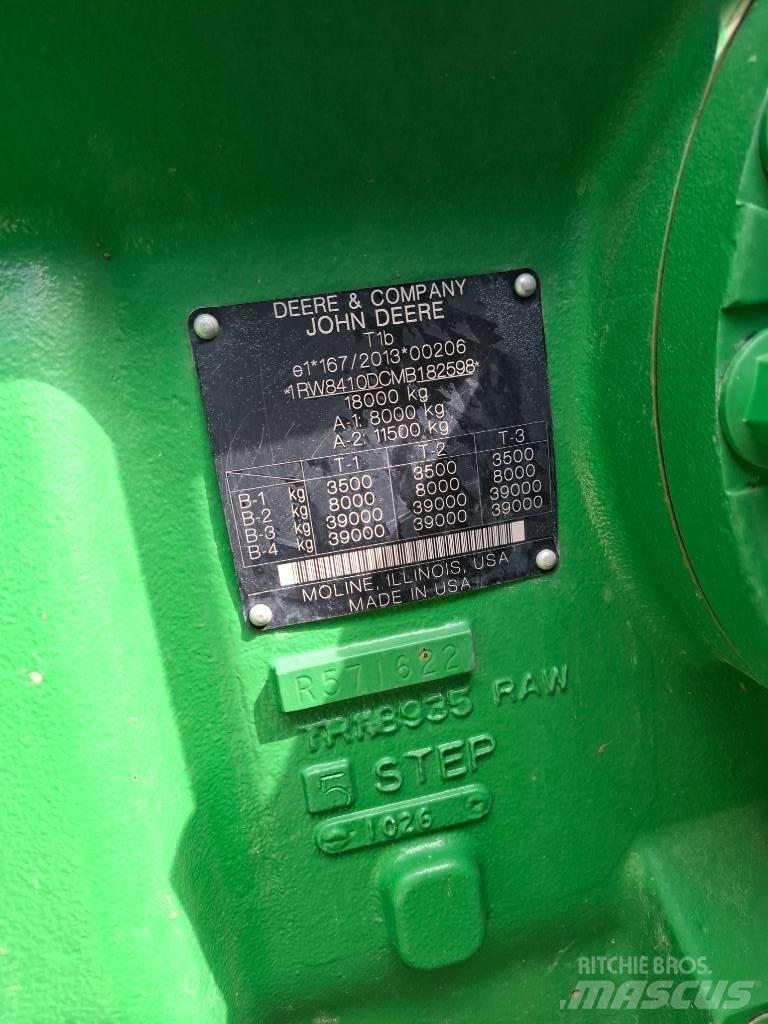 DEERE & COMPANY
JOHN DEERE
T1b
e1*167/2013*00206
*1RW8410DCMB182598*
18000 kg
A-1: 8000 kg
A-2: 11500 kg
T-1 T-2 T-3
B-1 kg 3500 3500 3500
B-2 kg 8000 8000 8000
B-3 kg 39000 39000 39000
B-4 kg 39000 39000 39000
MOLINE, ILLINOIS, USA
MADE IN USA
R571622
RAW
5 STEP
1026
RITCHIE BROS.
MASCUS